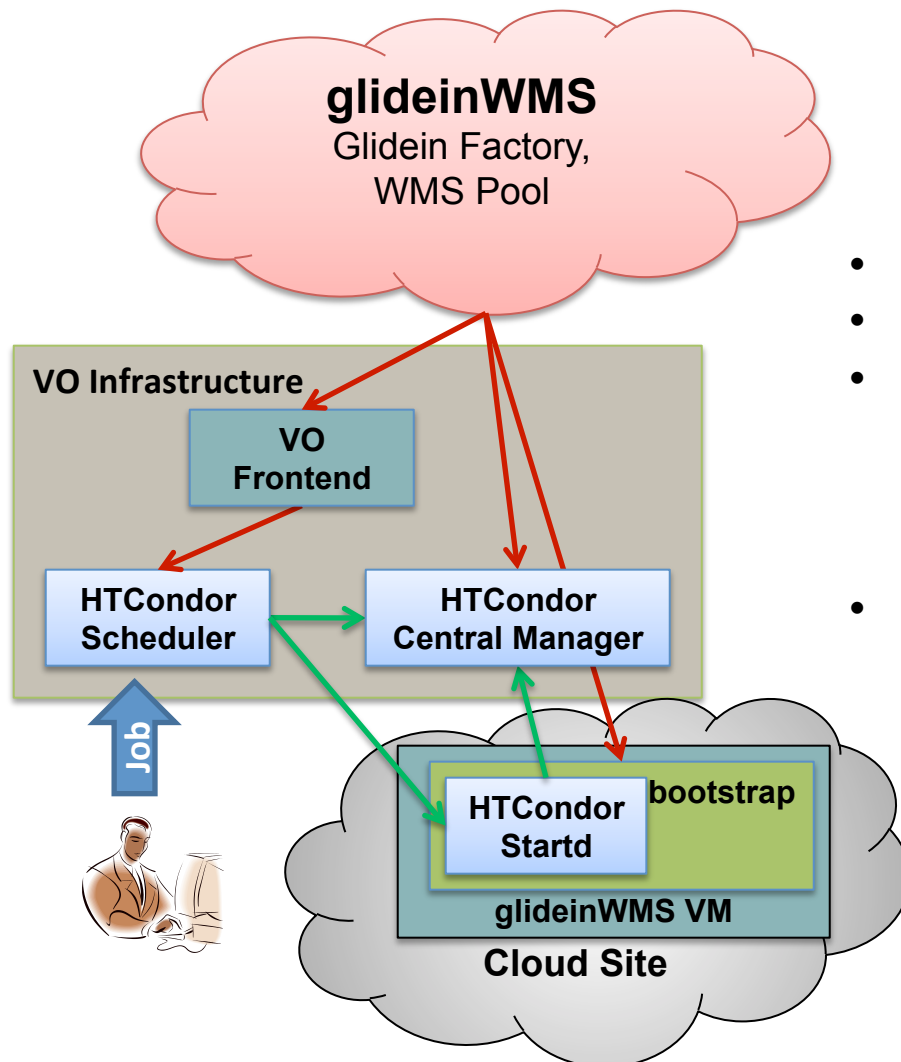 glideinWMS
Glidein Factory,
WMS Pool
•
•
•
•
VO Infrastructure
VO
Frontend
HTCondor
Scheduler
HTCondor
Central Manager
Job
bootstrap
HTCondor
Startd
glideinWMS VM
Cloud Site